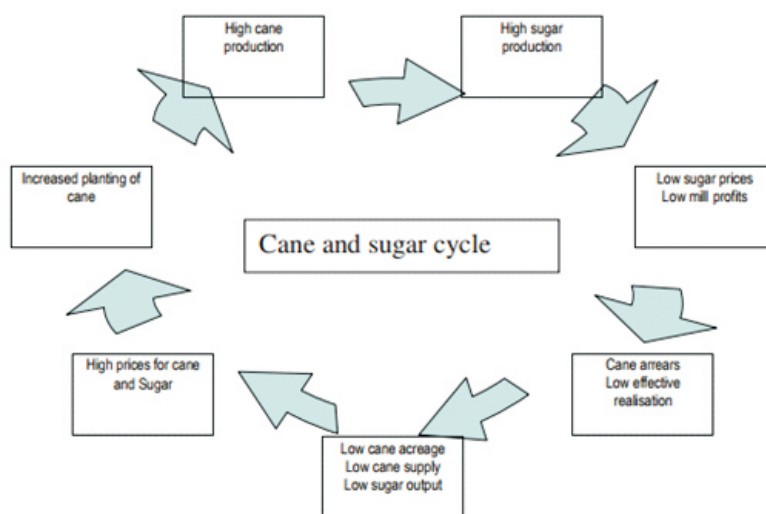 High cane
production
High sugar
production
Increased planting of
cane
Low sugar prices
Low mill profits
Cane and sugar cycle
High prices for cane
and Sugar
Cane arrears
Low effective
realisation
Low cane acreage
Low cane supply
Low sugar output